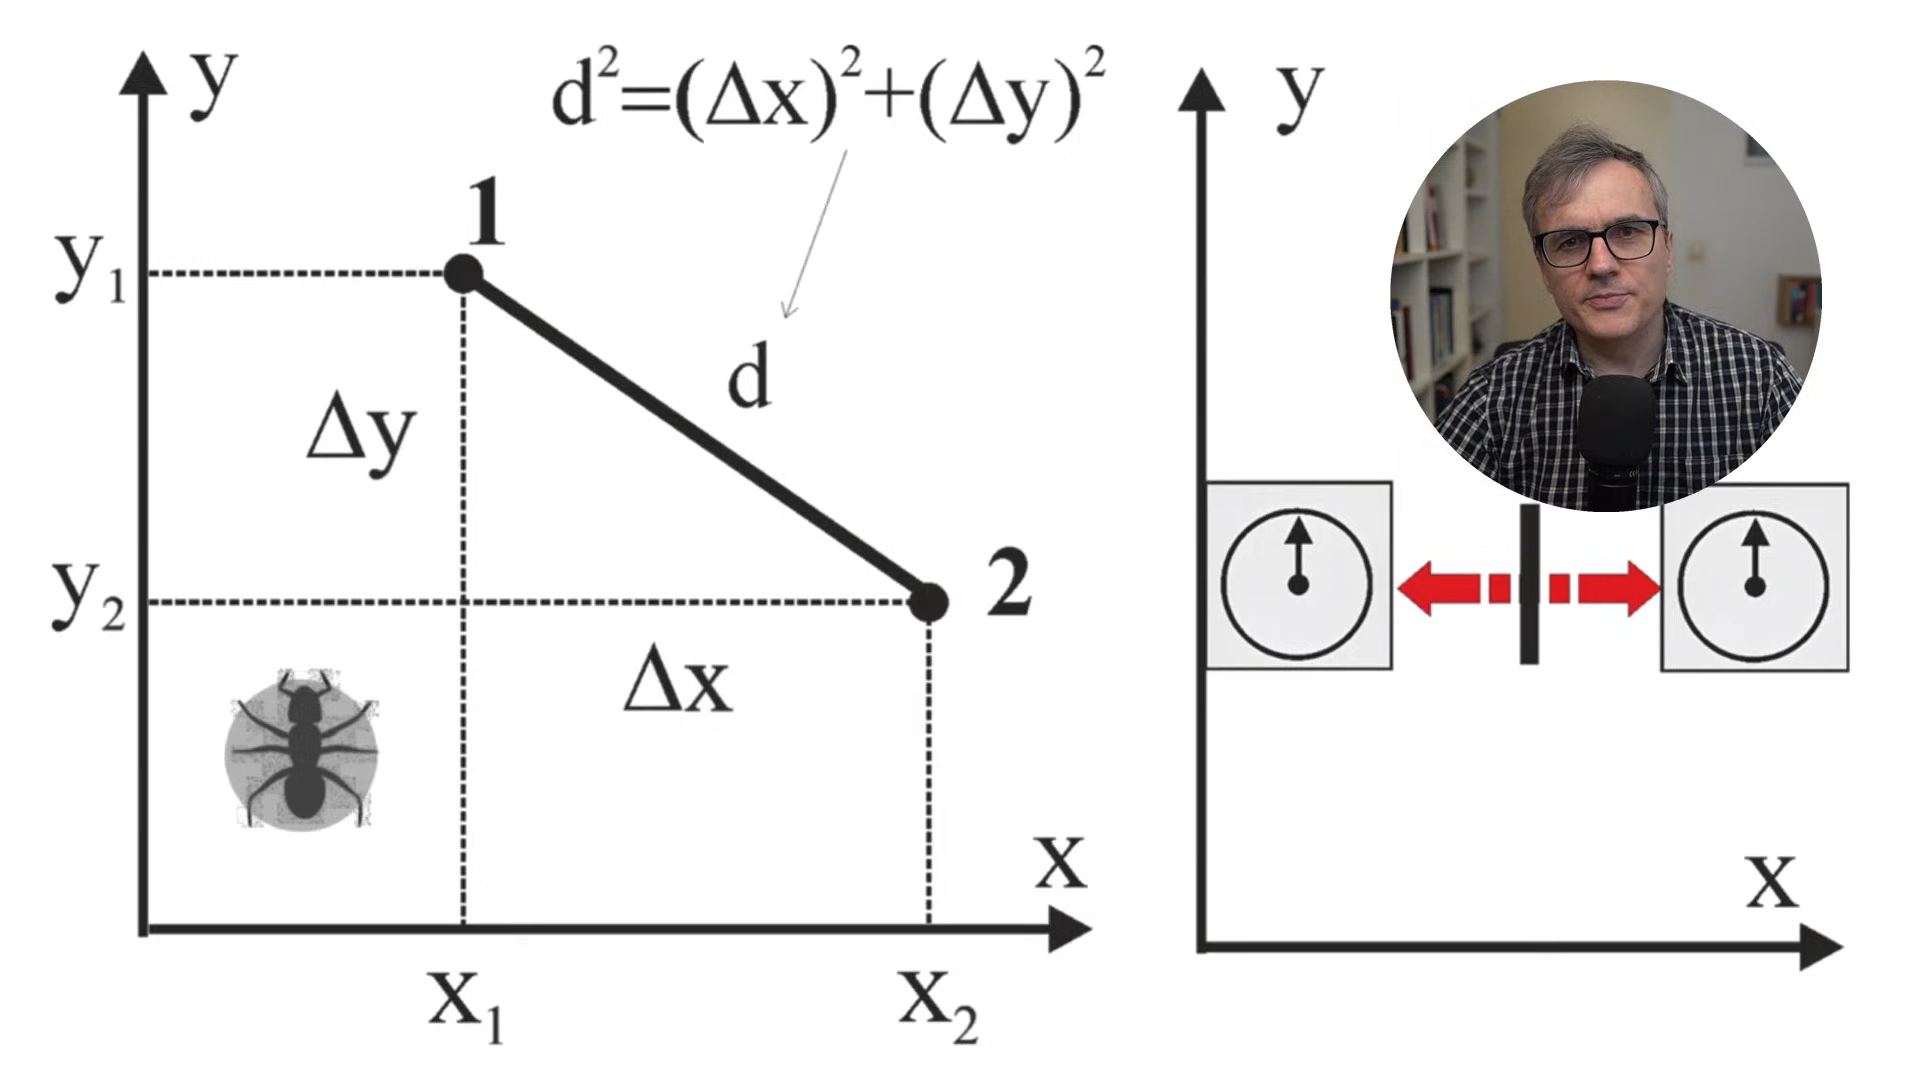 y
d²=(Δx)²+(Δy)²
1
y₁
d
Δy
y₂
2
Δx
x
x₁
x₂
y
x